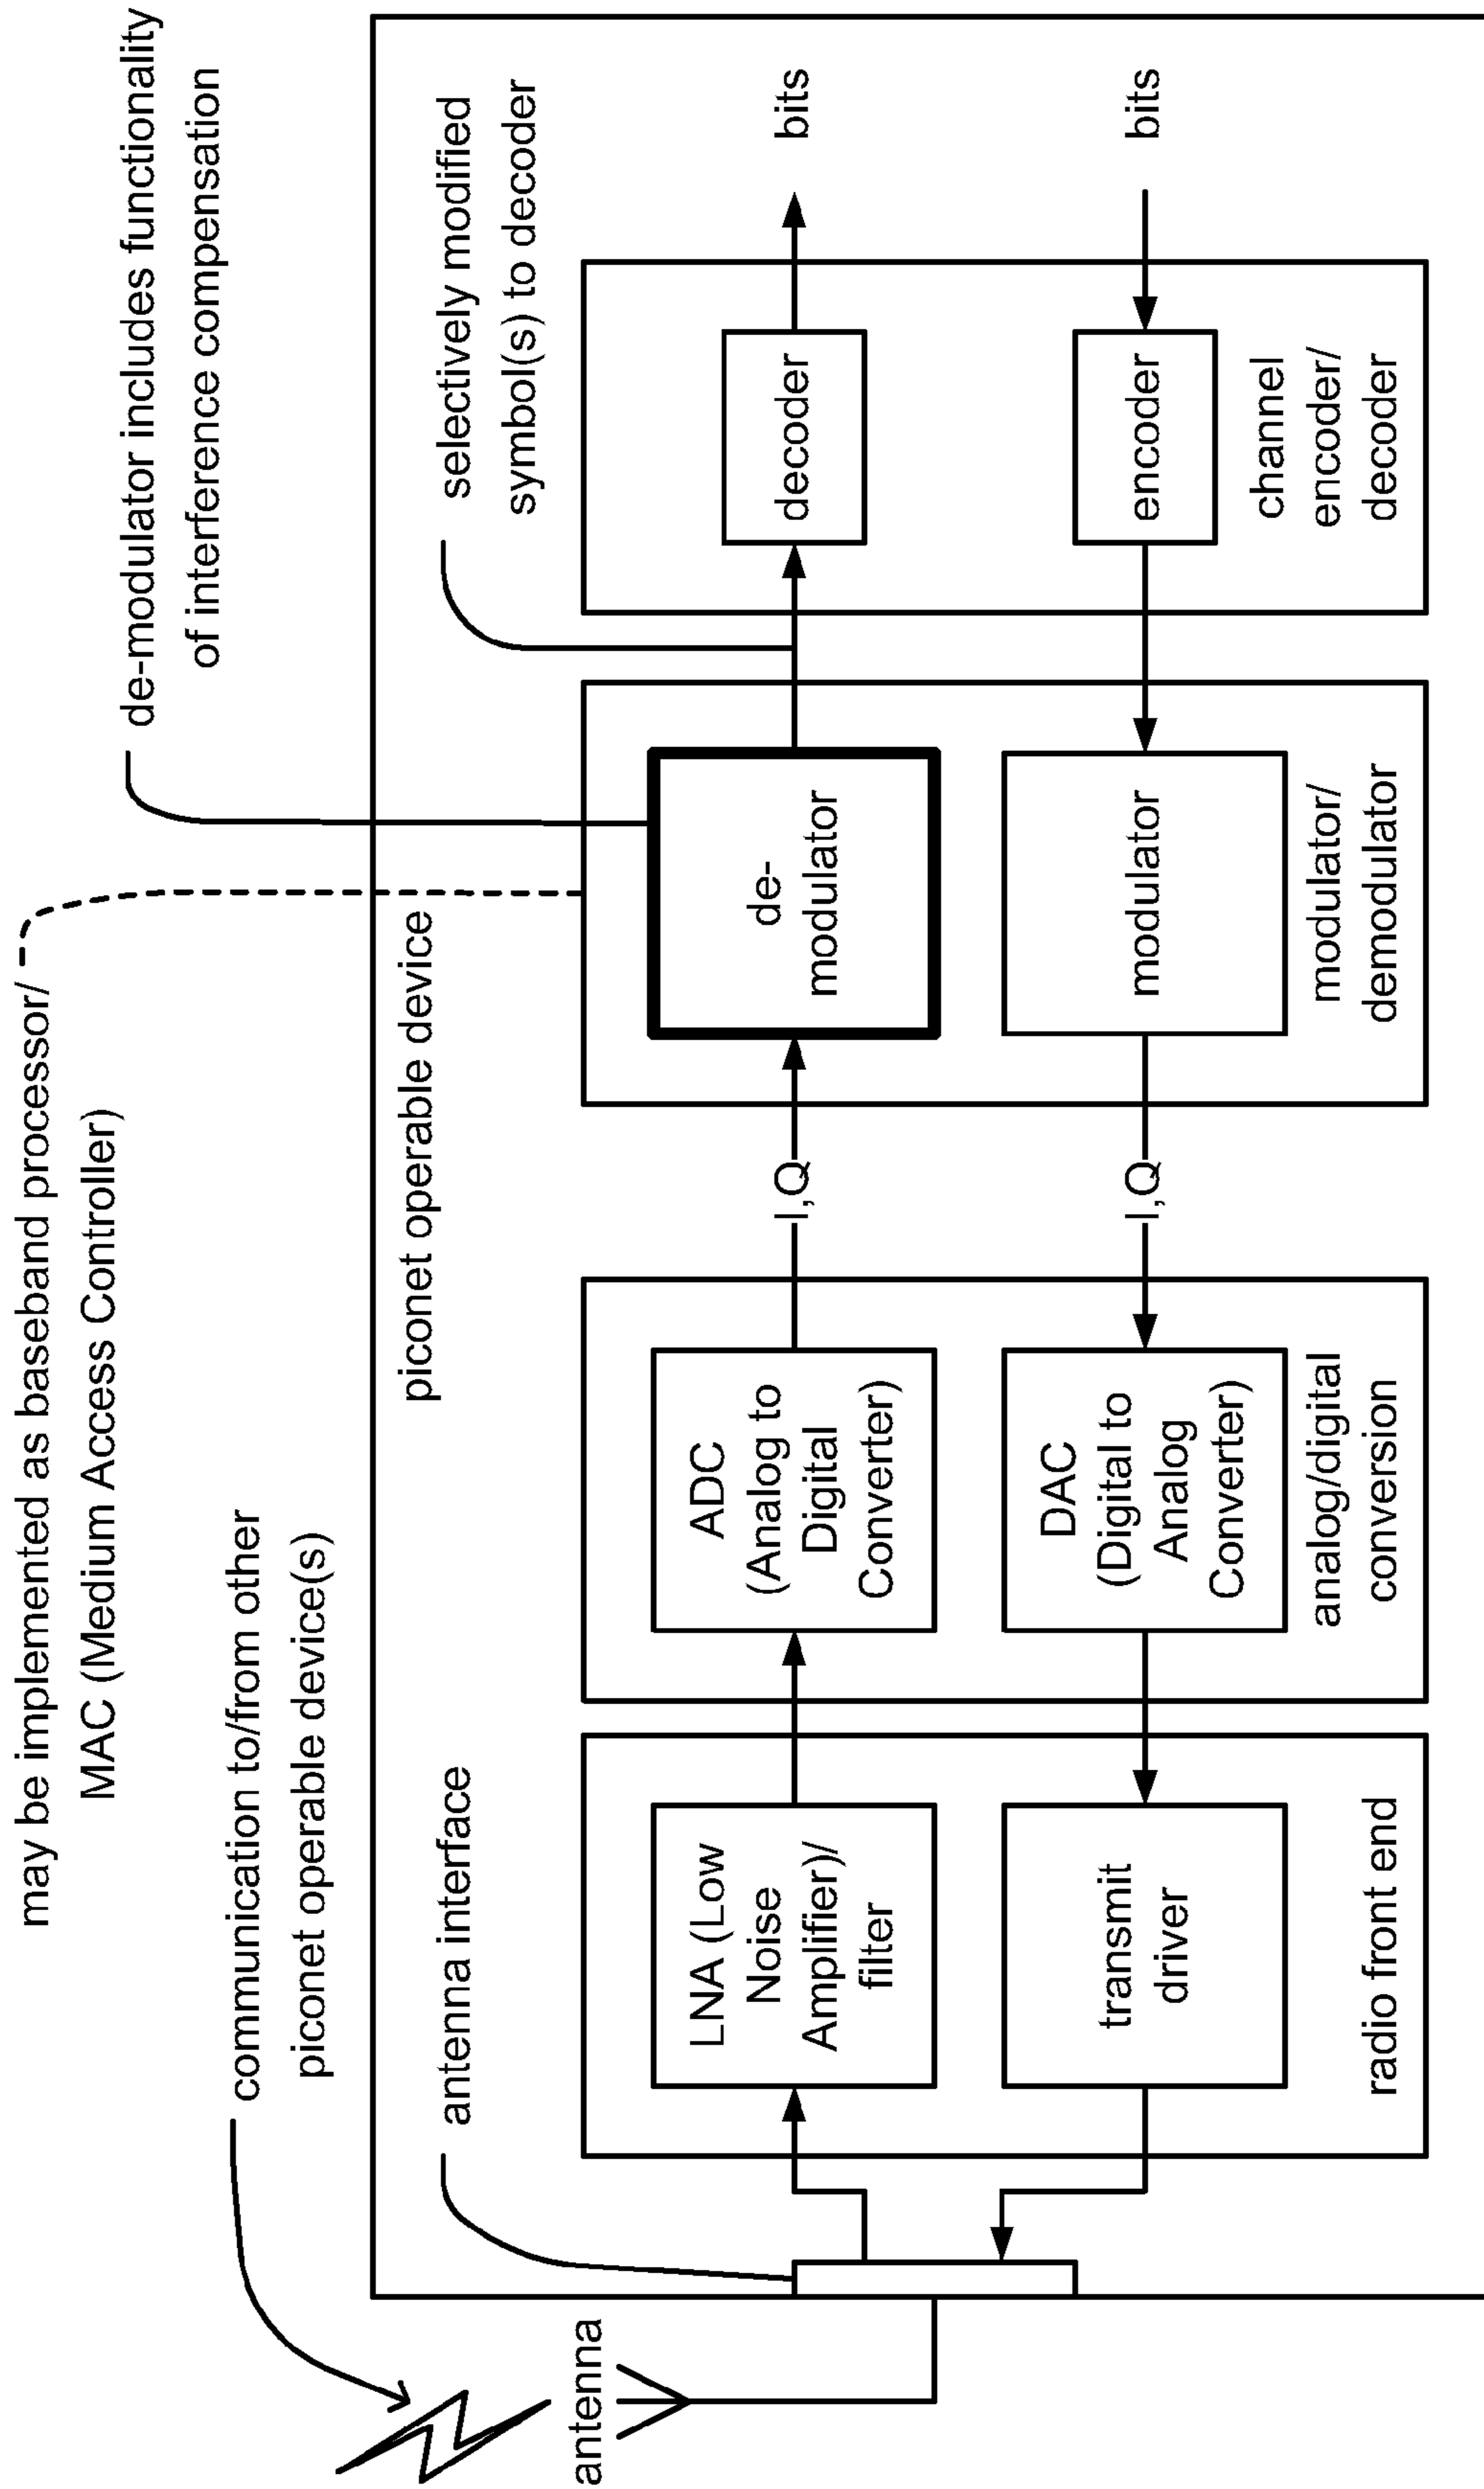 may be implemented as baseband processor/
MAC (Medium Access Controller)
de-modulator includes functionality
of interference compensation
communication to/from other
piconet operable device(s)
piconet operable device
antenna interface
selectively modified
symbol(s) to decoder
antenna
LNA (Low
Noise
Amplifier)/
filter
ADC
(Analog to
Digital
Converter)
I,Q
de-
modulator
decoder
bits
transmit
driver
DAC
(Digital to
Analog
Converter)
I,Q
modulator
encoder
bits
radio front end
analog/digital
conversion
modulator/
demodulator
channel
encoder/
decoder